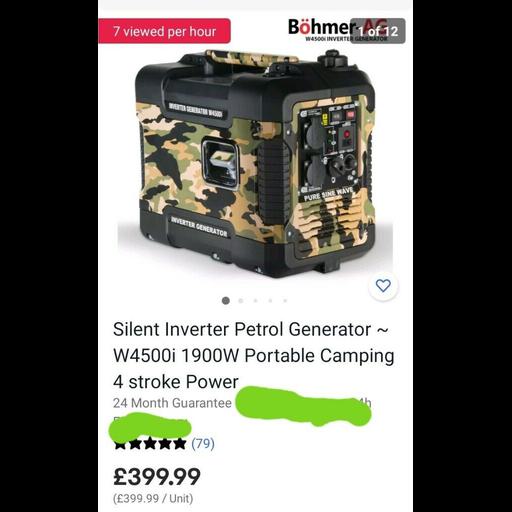 7 viewed per hour
Böhmer-AG
1 of 12
W4500i INVERTER GENERATOR
INVERTER GENERATOR W4500i
PURE SINE WAVE
INVERTER GENERATOR
Silent Inverter Petrol Generator ~
W4500i 1900W Portable Camping
4 stroke Power
24 Month Guarantee
(79)
£399.99
(£399.99 / Unit)